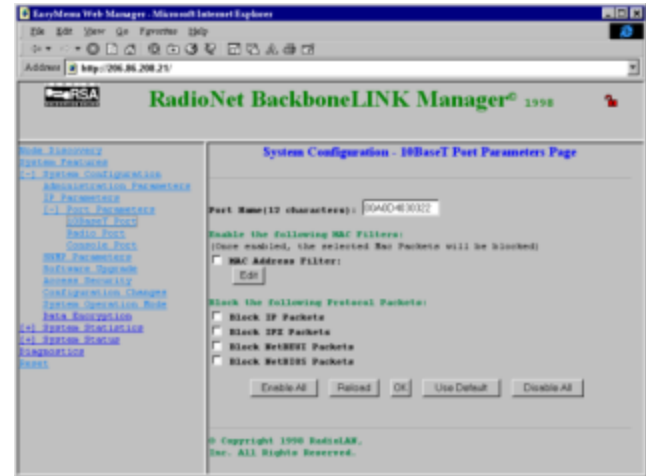 EasyMenu Web Manager - Microsoft Internet Explorer
File Edit View Go Favorites Help
Address http://206.86.208.21/
RSA
RadioNet BackboneLINK Manager© 1998
Node Discovery
System Features
[-] System Configuration
Administration Parameters
IP Parameters
[-] Port Parameters
10BaseT Port
Radio Port
Console Port
SNMP Parameters
Software Upgrade
Access Security
Configuration Changes
System Operation Mode
Data Encryption
[+] System Statistics
[+] System Status
Diagnostics
Reset
System Configuration - 10BaseT Port Parameters Page
Port Name(12 characters): 00A0D4030322
Enable the following MAC Filters:
(Once enabled, the selected Mac Packets will be blocked)
MAC Address Filter:
Edit
Block the following Protocol Packets:
Block IP Packets
Block IPX Packets
Block NetBEUI Packets
Block NetBIOS Packets
Enable All Reload OK Use Default Disable All
© Copyright 1998 RadioLAN,
Inc. All Rights Reserved.